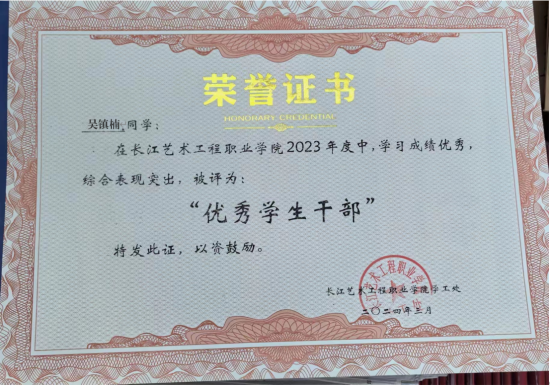 荣誉证书
HONORARY CREDENTIAL
吴镇楠同学：
在长江艺术工程职业学院2023年度中，学习成绩优秀，
综合表现突出，被评为：
“优秀学生干部”
特发此证，以资鼓励。
长江艺术工程职业学院学工处
二〇二四年三月